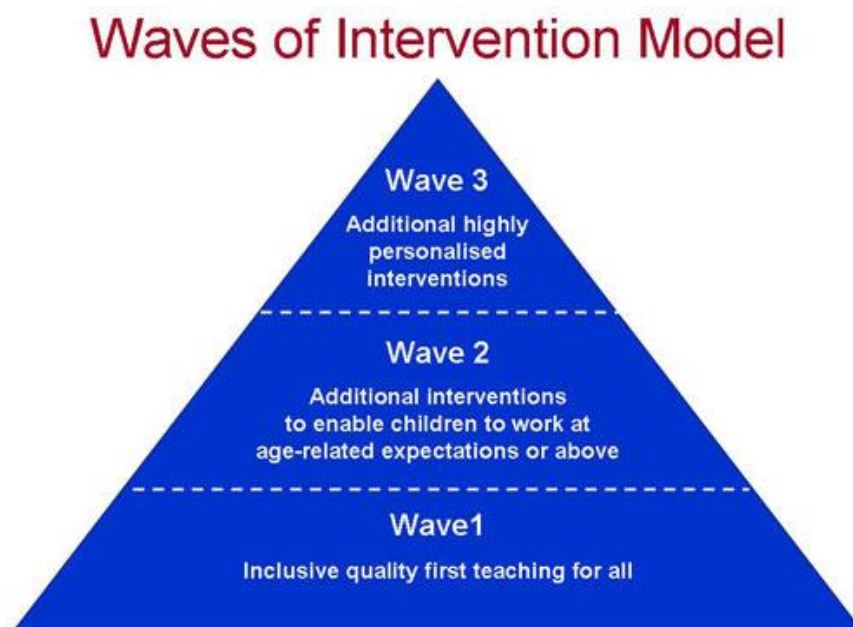 Waves of Intervention Model
Wave 3
Additional highly
personalised
interventions
Wave 2
Additional interventions
to enable children to work at
age-related expectations or above
Wave1
Inclusive quality first teaching for all